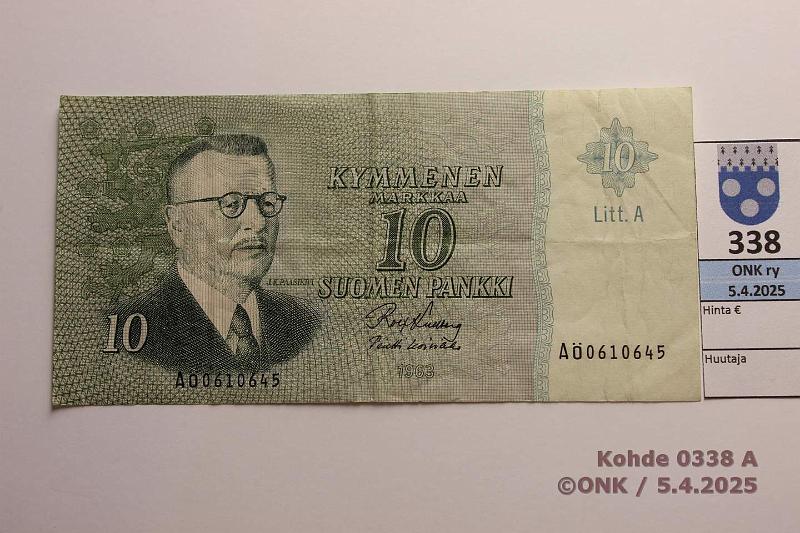 KYMMENEN
MARKKAA
10
J.K.PAASIKIVI
SUOMEN PANKKI
1963
10
AÖ0610645
10
Litt. A
AÖ0610645
338
ONK ry
5.4.2025
Hinta €
Huutaja
Kohde 0338 A
©ONK / 5.4.2025